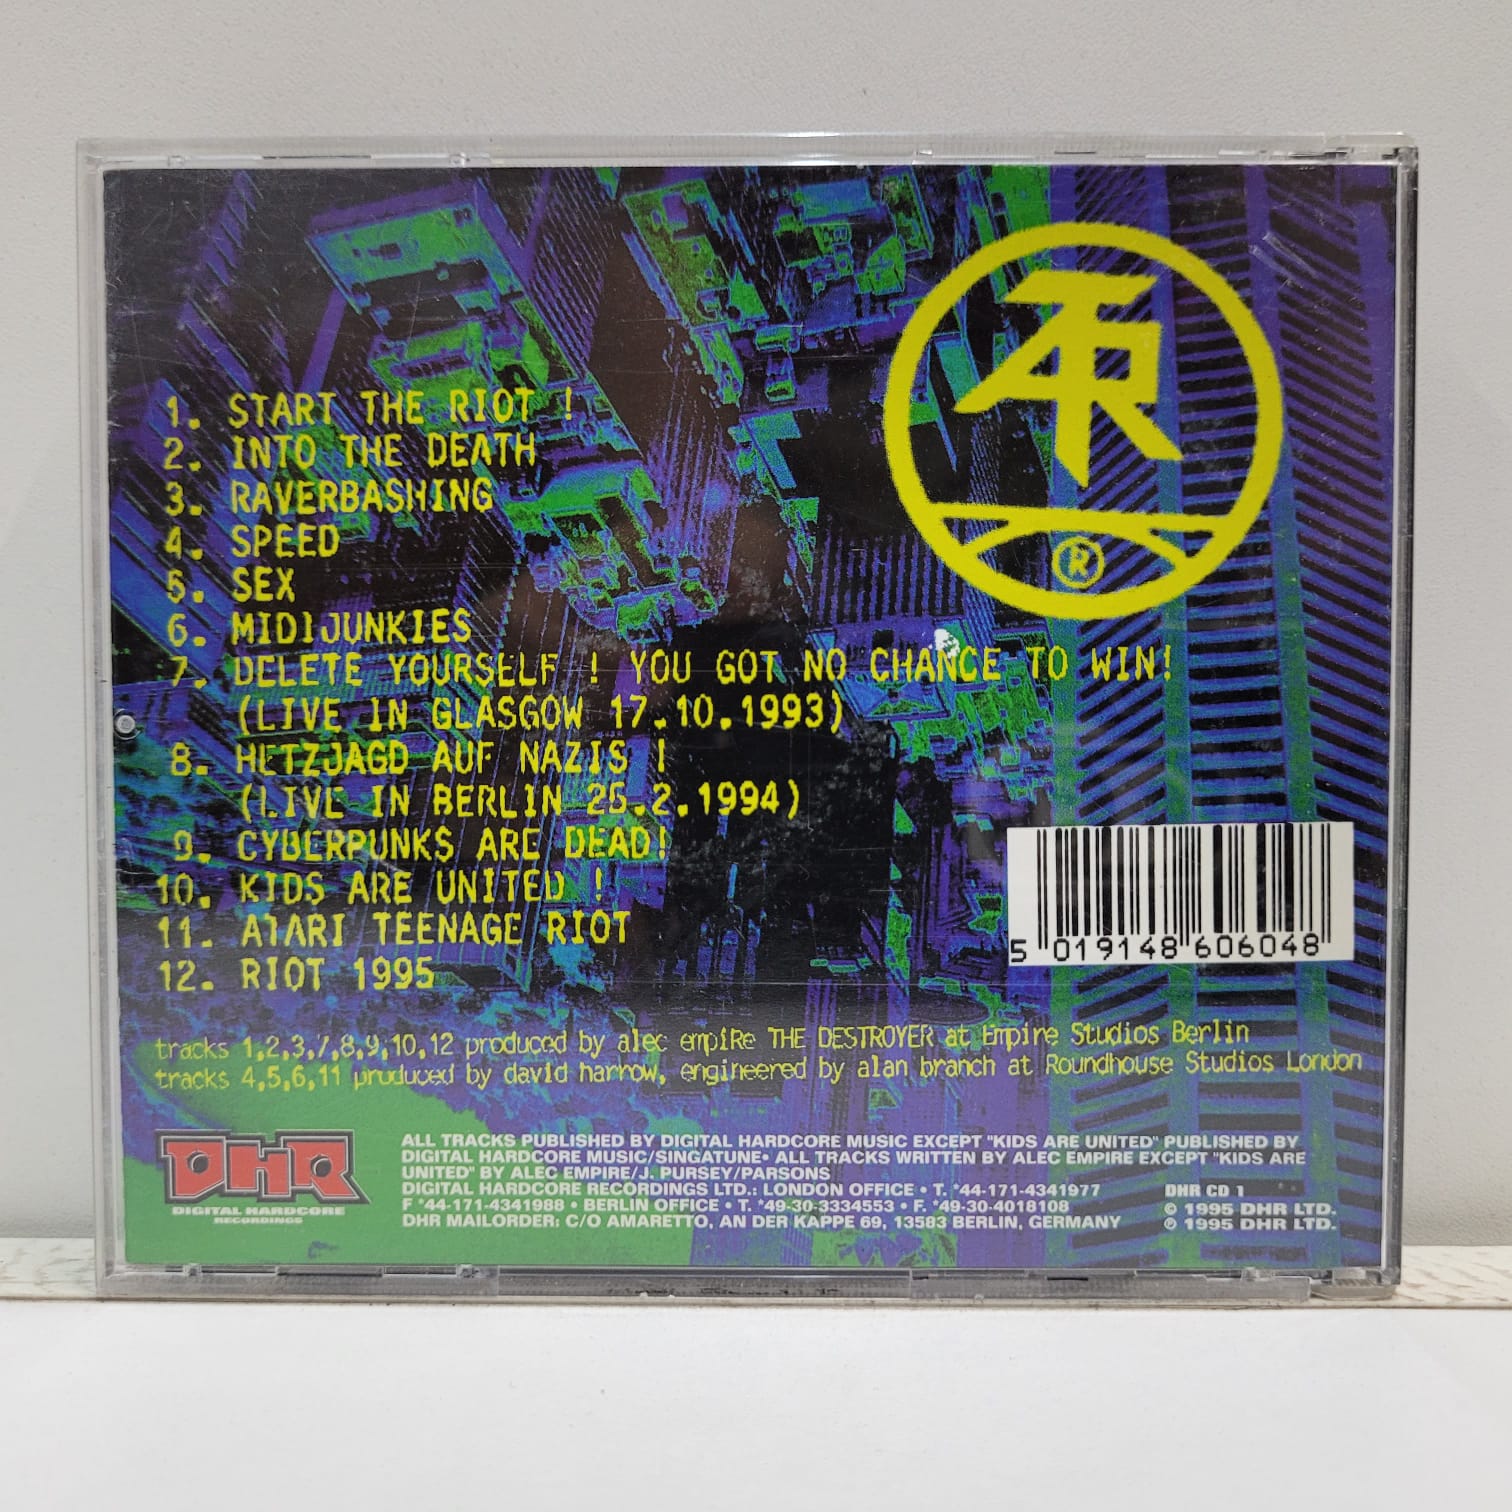 ATR
®
1. START THE RIOT !
2. INTO THE DEATH
3. RAVERBASHING
4. SPEED
5. SEX
6. MIDIJUNKIES
7. DELETE YOURSELF ! YOU GOT NO CHANCE TO WIN!
(LIVE IN GLASGOW 17.10.1993)
8. HETZJAGD AUF NAZIS !
(LIVE IN BERLIN 25.2.1994)
9. CYBERPUNKS ARE DEAD!
10. KIDS ARE UNITED !
11. ATARI TEENAGE RIOT
12. RIOT 1995
5 019148 606048
tracks 1,2,3,7,8,9,10,12 produced by alec empiRe THE DESTROYER at Empire Studios Berlin
tracks 4,5,6,11 produced by david harrow, engineered by alan branch at Roundhouse Studios London
DHR
DIGITAL HARDCORE
RECORDINGS
ALL TRACKS PUBLISHED BY DIGITAL HARDCORE MUSIC EXCEPT "KIDS ARE UNITED" PUBLISHED BY
DIGITAL HARDCORE MUSIC/SINGATUNE• ALL TRACKS WRITTEN BY ALEC EMPIRE EXCEPT "KIDS ARE
UNITED" BY ALEC EMPIRE/J. PURSEY/PARSONS
DIGITAL HARDCORE RECORDINGS LTD.: LONDON OFFICE • T. *44-171-4341977
F *44-171-4341988 • BERLIN OFFICE • T. *49-30-3334553 • F. *49-30-4018108
DHR MAILORDER: C/O AMARETTO, AN DER KAPPE 69, 13583 BERLIN, GERMANY
DHR CD 1
© 1995 DHR LTD.
℗ 1995 DHR LTD.